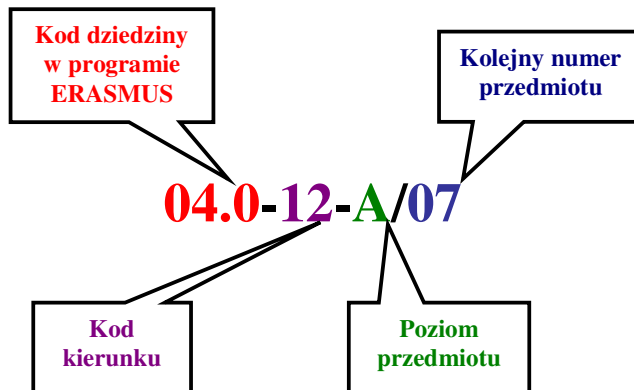 Kod dziedziny
w programie
ERASMUS
Kolejny numer
przedmiotu
04.0-12-A/07
Kod
kierunku
Poziom
przedmiotu